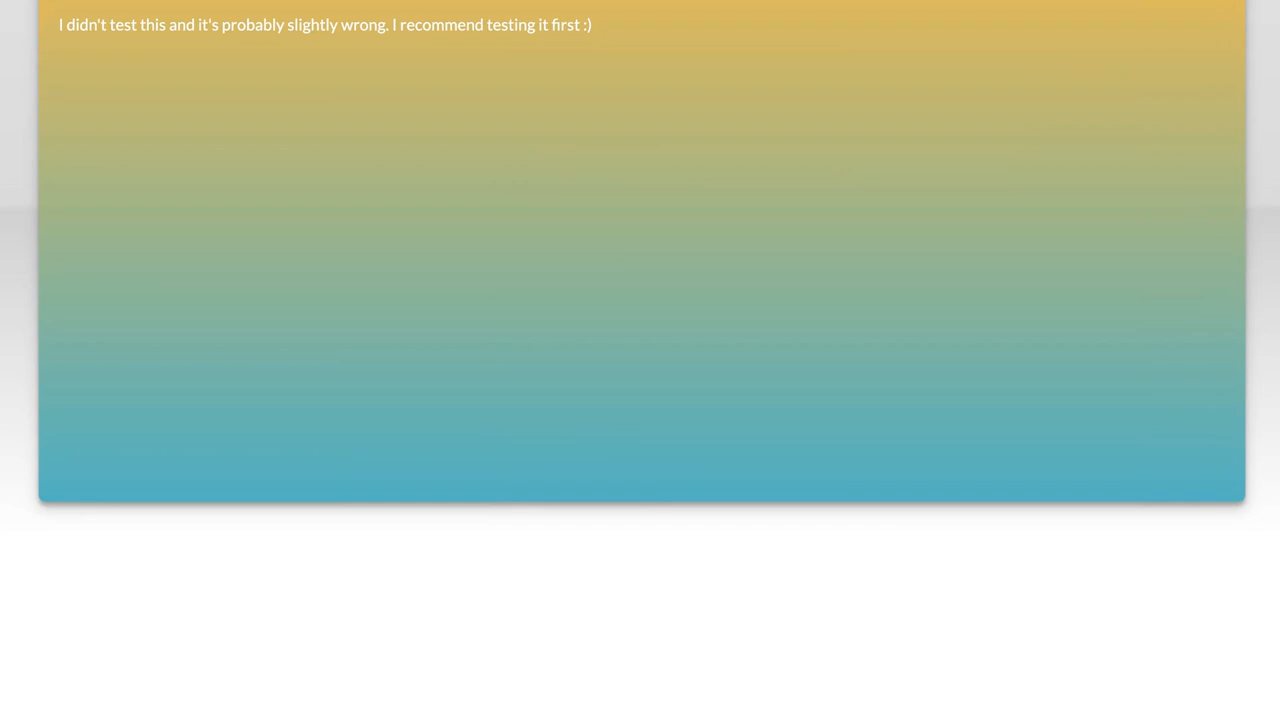 I didn't test this and it's probably slightly wrong. I recommend testing it first :)